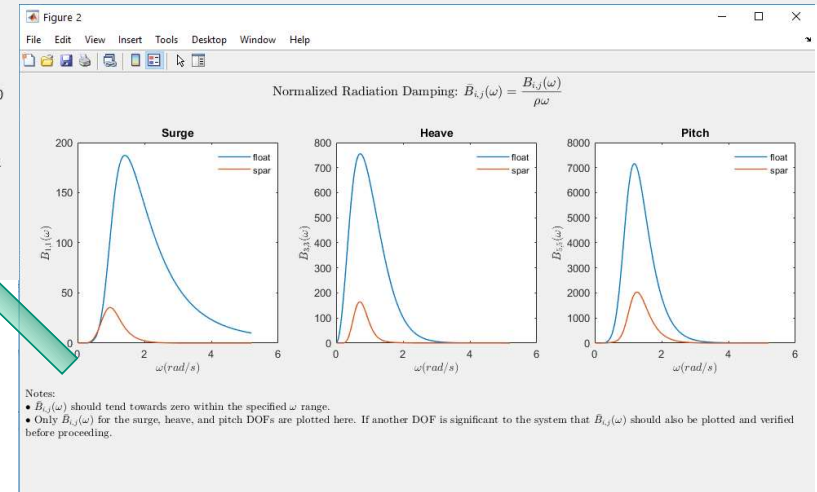 Figure 2
File Edit View Insert Tools Desktop Window Help
Normalized Radiation Damping: B̄i,j(ω) = Bi,j(ω) / ρω
Surge
Heave
Pitch
200
150
100
50
0
B̄1,1(ω)
float
spar
0 2 4 6
ω(rad/s)
800
700
600
500
400
300
200
100
0
B̄3,3(ω)
float
spar
0 2 4 6
ω(rad/s)
8000
7000
6000
5000
4000
3000
2000
1000
0
B̄5,5(ω)
float
spar
0 2 4 6
ω(rad/s)
Notes:
• B̄i,j(ω) should tend towards zero within the specified ω range.
• Only B̄i,j(ω) for the surge, heave, and pitch DOFs are plotted here. If another DOF is significant to the system that B̄i,j(ω) should also be plotted and verified
before proceeding.